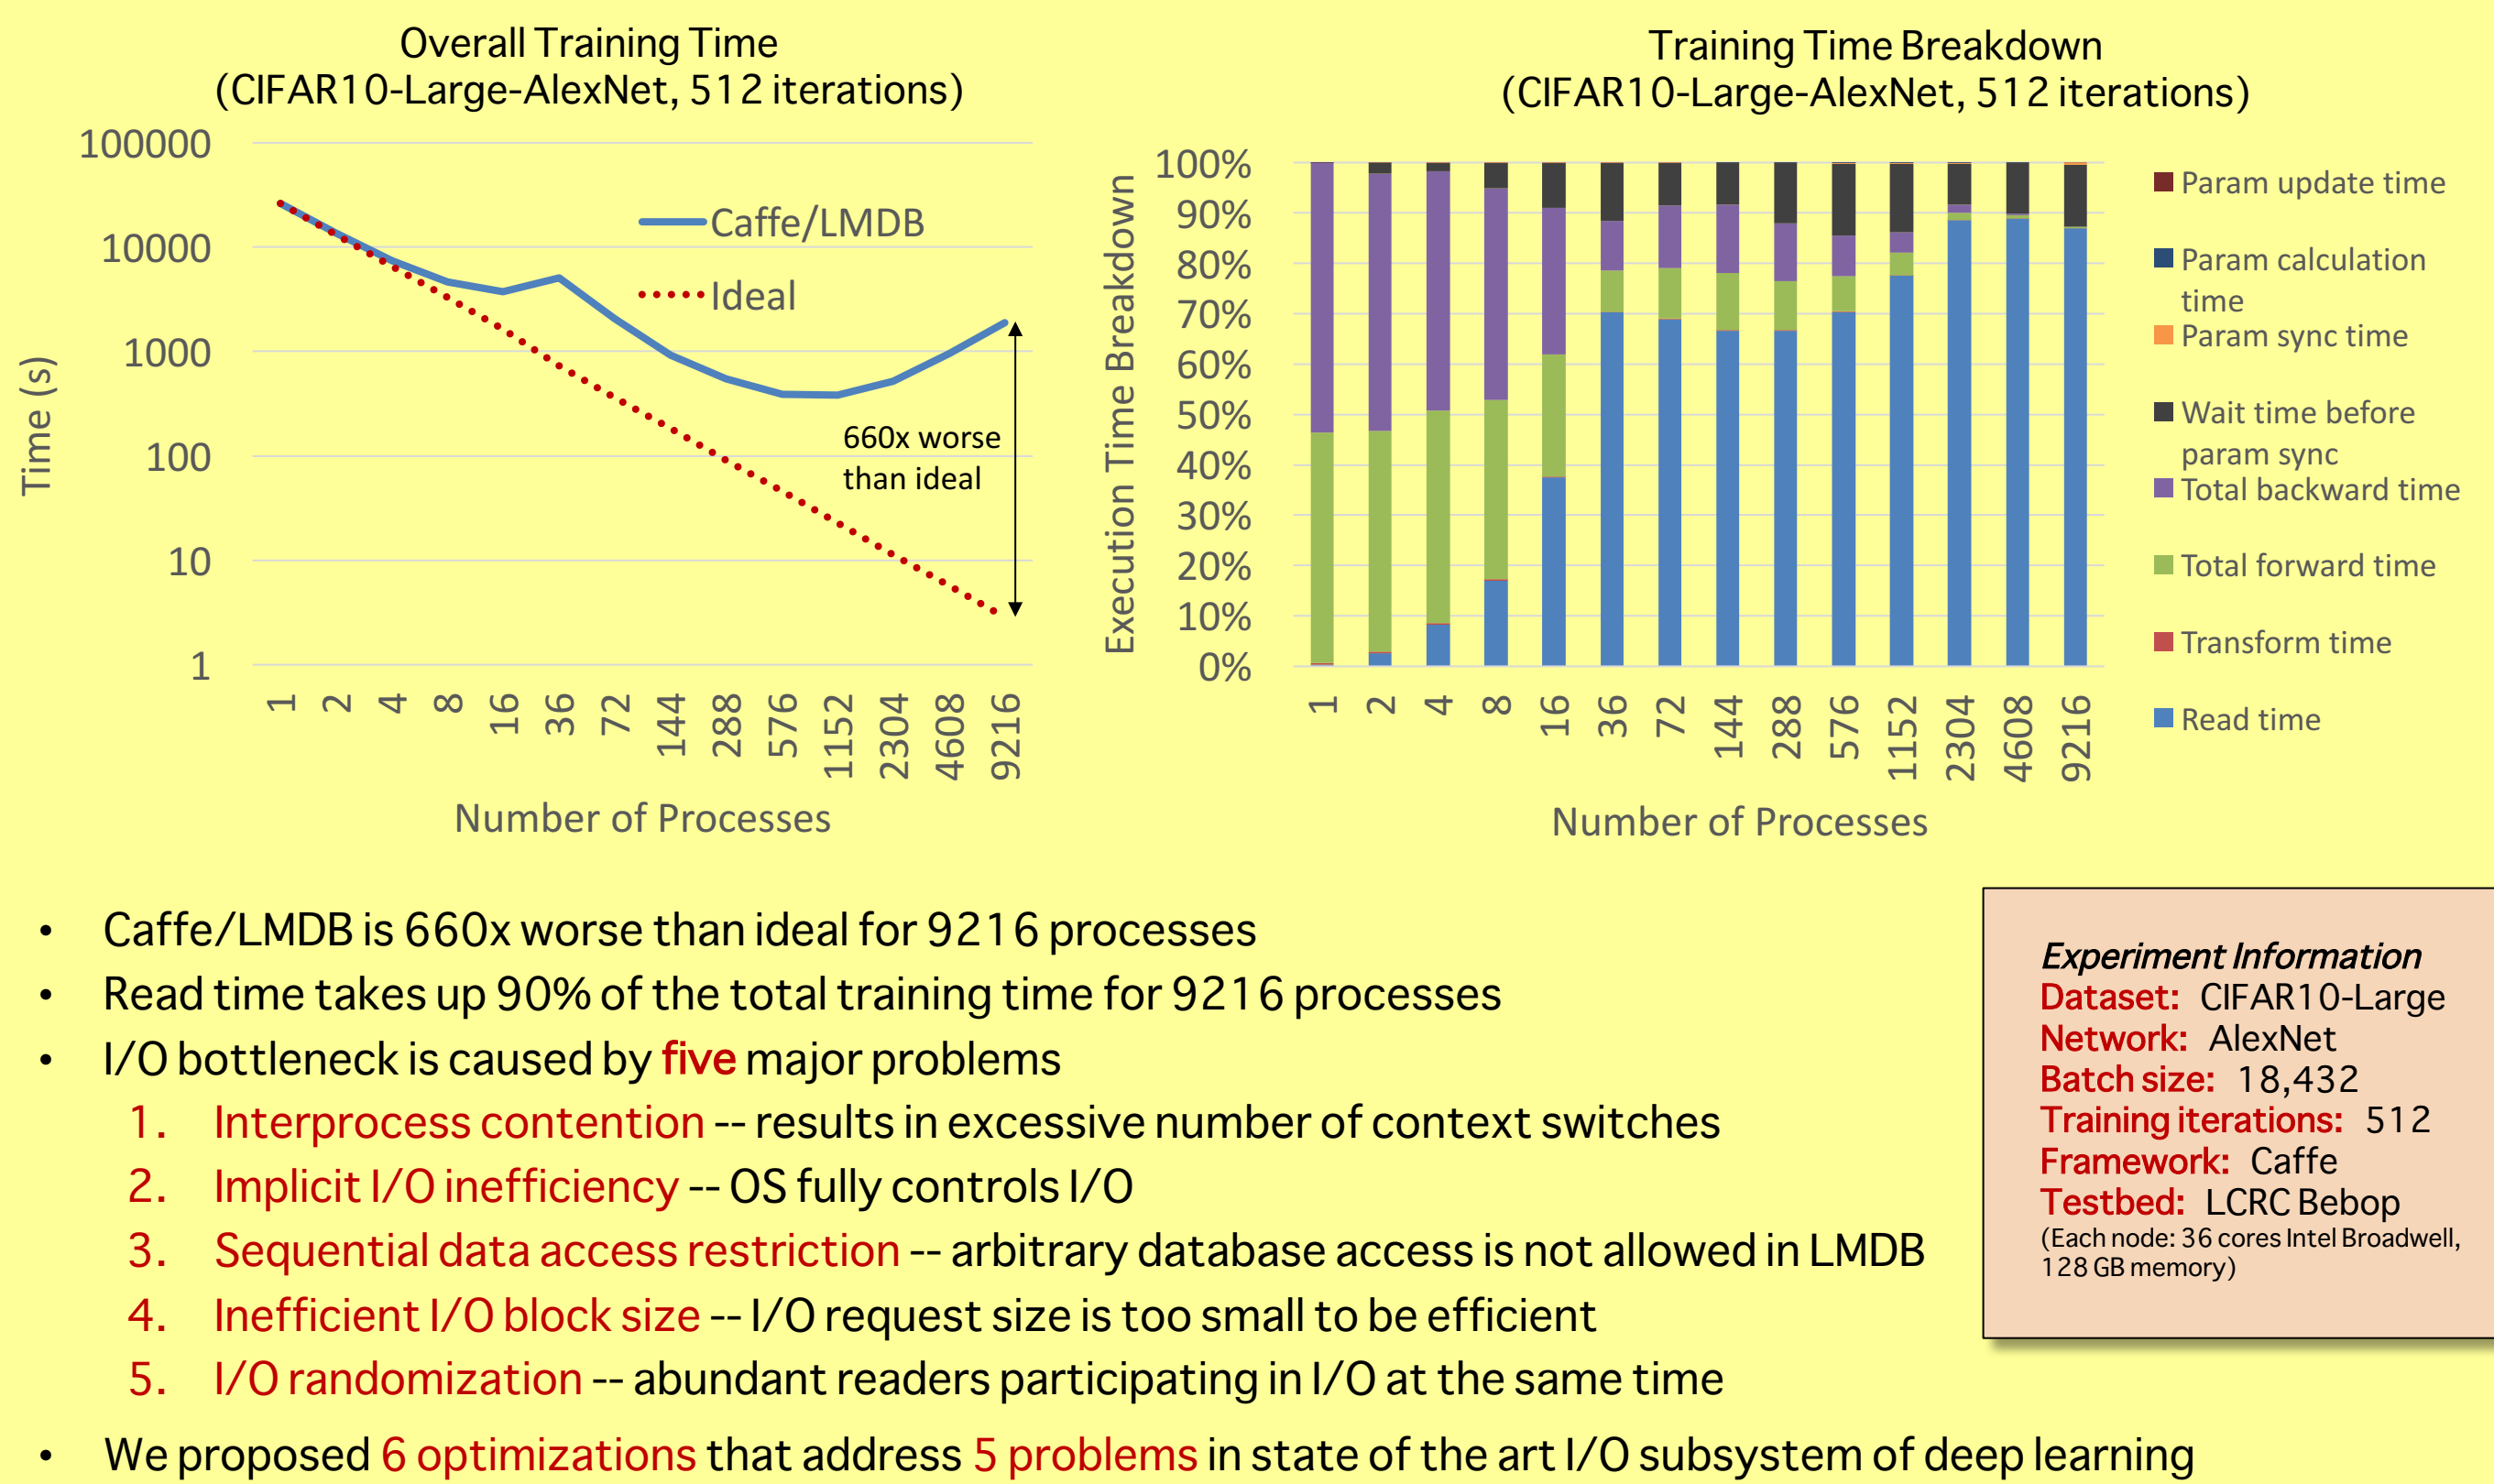 Overall Training Time
(CIFAR10-Large-AlexNet, 512 iterations)
100000
10000
1000
100
10
1
Time (s)
Caffe/LMDB
Ideal
660x worse
than ideal
1
2
4
8
16
36
72
144
288
576
1152
2304
4608
9216
Number of Processes
Training Time Breakdown
(CIFAR10-Large-AlexNet, 512 iterations)
100%
90%
80%
70%
60%
50%
40%
30%
20%
10%
0%
Execution Time Breakdown
1
2
4
8
16
36
72
144
288
576
1152
2304
4608
9216
Number of Processes
Param update time
Param calculation
time
Param sync time
Wait time before
param sync
Total backward time
Total forward time
Transform time
Read time
• Caffe/LMDB is 660x worse than ideal for 9216 processes
• Read time takes up 90% of the total training time for 9216 processes
• I/O bottleneck is caused by five major problems
1. Interprocess contention -- results in excessive number of context switches
2. Implicit I/O inefficiency -- OS fully controls I/O
3. Sequential data access restriction -- arbitrary database access is not allowed in LMDB
4. Inefficient I/O block size -- I/O request size is too small to be efficient
5. I/O randomization -- abundant readers participating in I/O at the same time
• We proposed 6 optimizations that address 5 problems in state of the art I/O subsystem of deep learning
Experiment Information
Dataset: CIFAR10-Large
Network: AlexNet
Batch size: 18,432
Training iterations: 512
Framework: Caffe
Testbed: LCRC Bebop
(Each node: 36 cores Intel Broadwell,
128 GB memory)